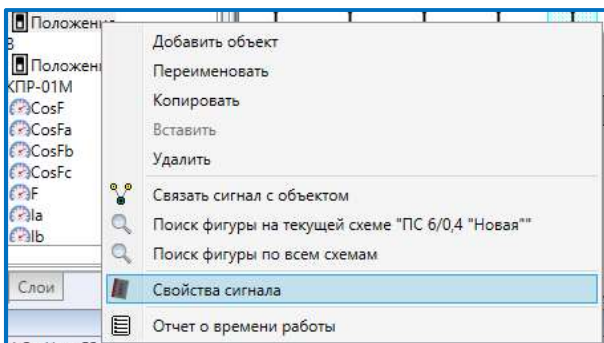 Положение
В
Положен
КПР-01М
CosF
CosFa
CosFb
CosFc
F
Ia
Ib
Слои
Добавить объект
Переименовать
Копировать
Вставить
Удалить
Связать сигнал с объектом
Поиск фигуры на текущей схеме "ПС 6/0,4 "Новая""
Поиск фигуры по всем схемам
Свойства сигнала
Отчет о времени работы